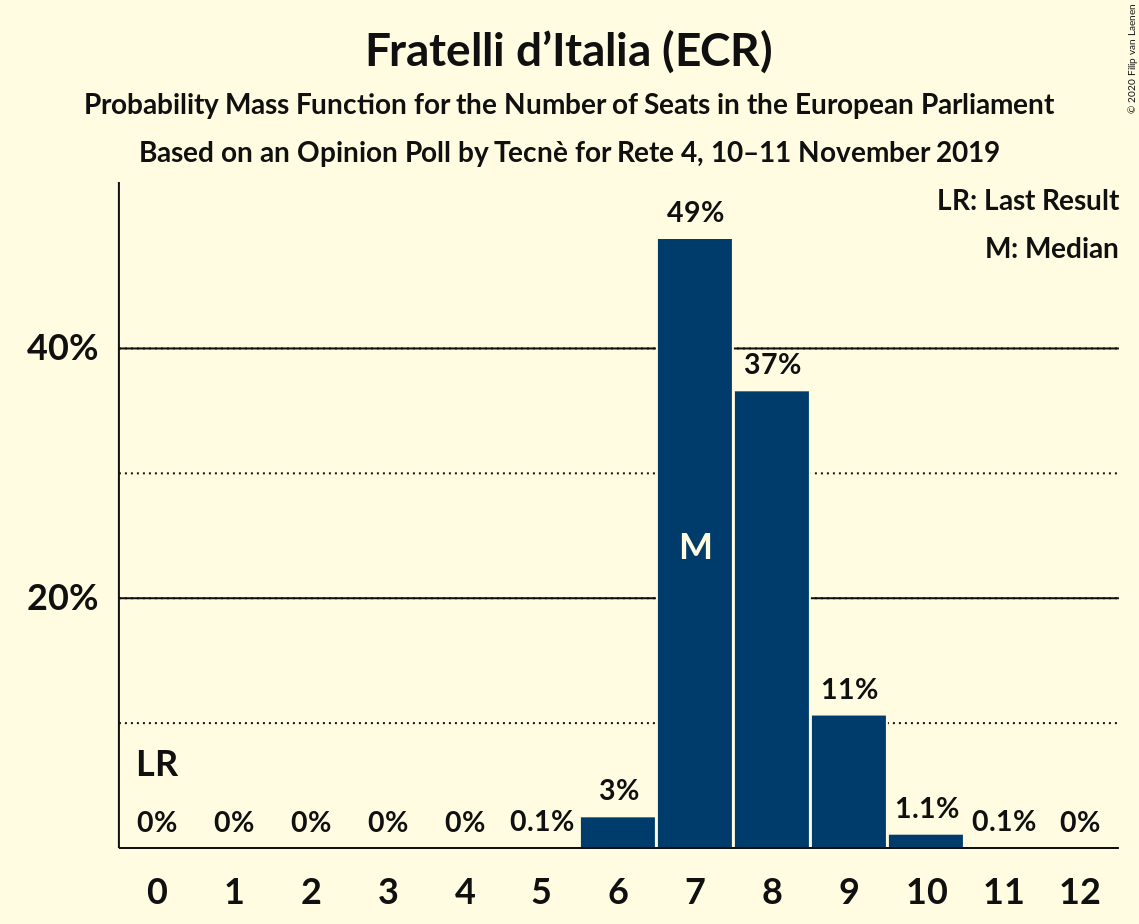 Fratelli d’Italia (ECR)
Probability Mass Function for the Number of Seats in the European Parliament
Based on an Opinion Poll by Tecnè for Rete 4, 10–11 November 2019
© 2020 Filip van Laenen
LR: Last Result
M: Median
49%
40%
37%
M
20%
11%
LR
3%
0% 0% 0% 0% 0% 0.1% 1.1% 0.1% 0%
0 1 2 3 4 5 6 7 8 9 10 11 12